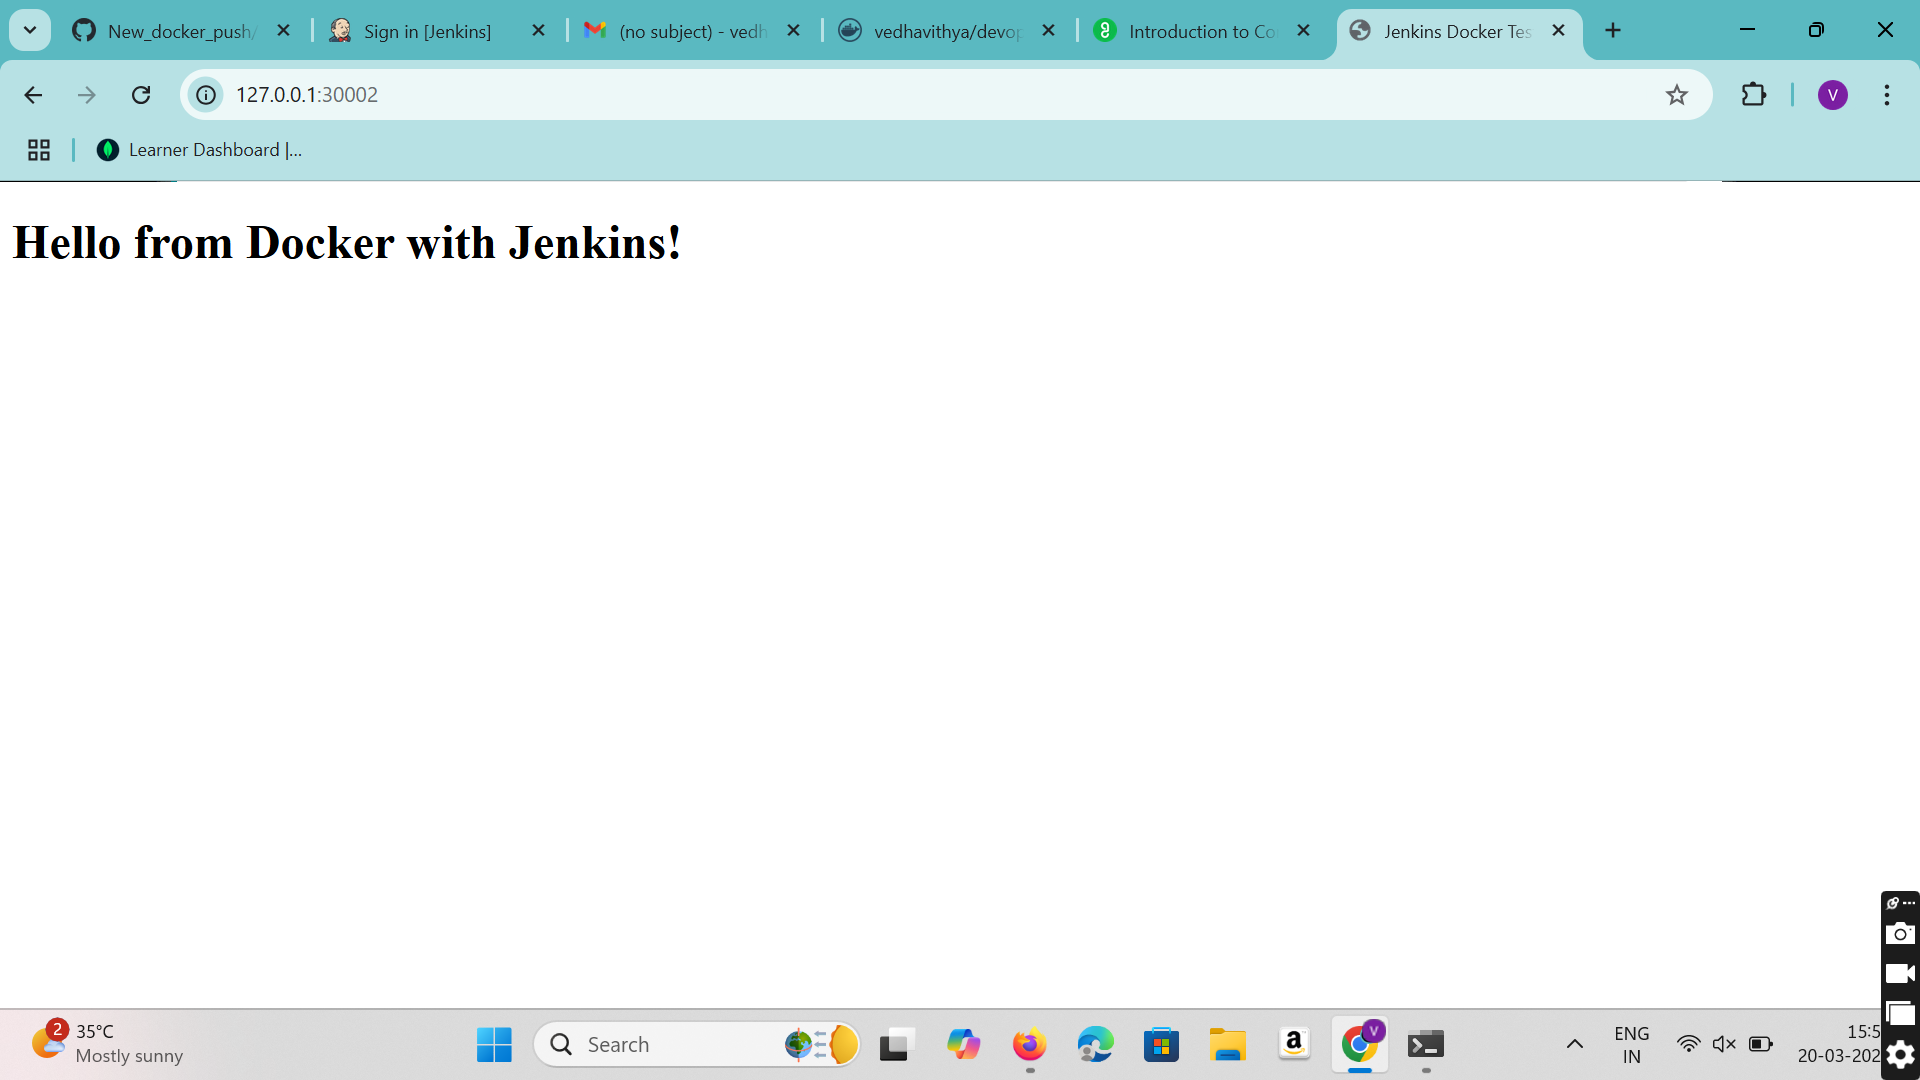 New_docker_push/
Sign in [Jenkins]
(no subject) - vedh
vedhavithya/devop
Introduction to Co
Jenkins Docker Tes
127.0.0.1:30002
V
Learner Dashboard |...
Hello from Docker with Jenkins!
2
35°C
Mostly sunny
Search
a
V
ENG
IN
15:5
20-03-202